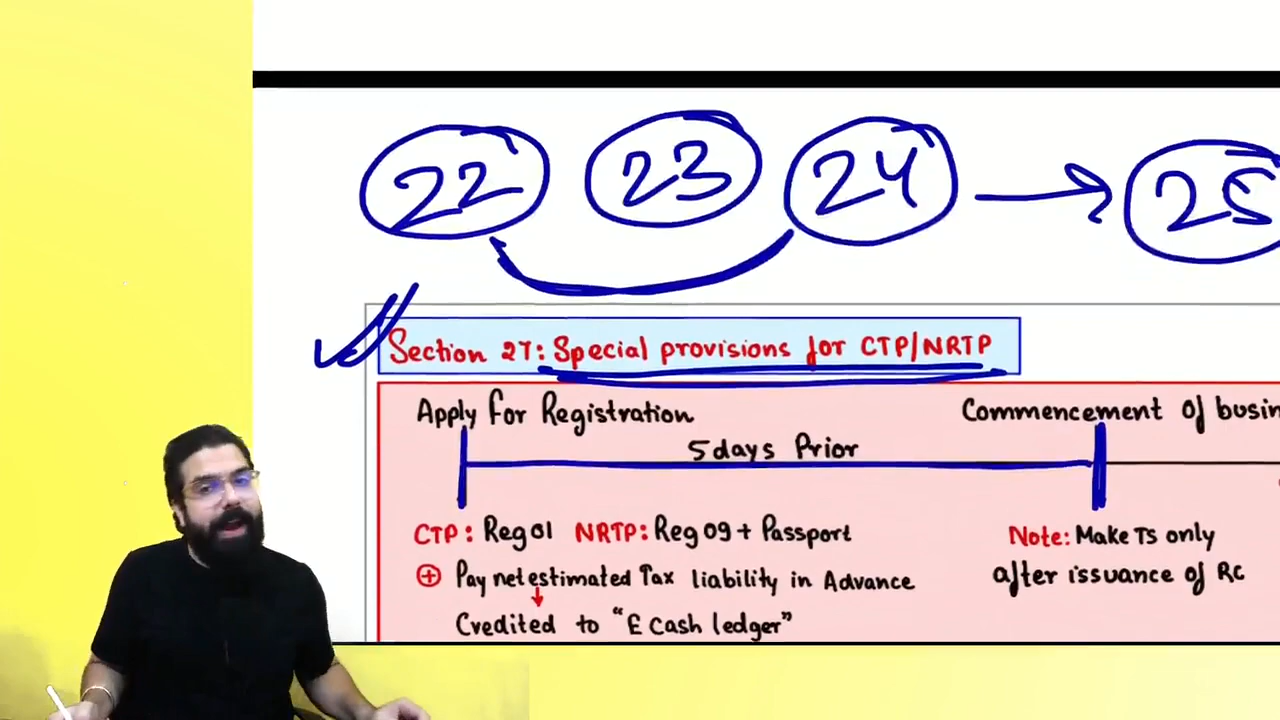 22 23 24 → 25
Section 27: Special provisions for CTP/NRTP
Apply for Registration Commencement of busin
5days Prior
CTP: Reg01 NRTP: Reg 09 + Passport Note: Make TS only
⊕ Pay net estimated Tax liability in Advance after issuance of RC
↓
Credited to "E Cash ledger"